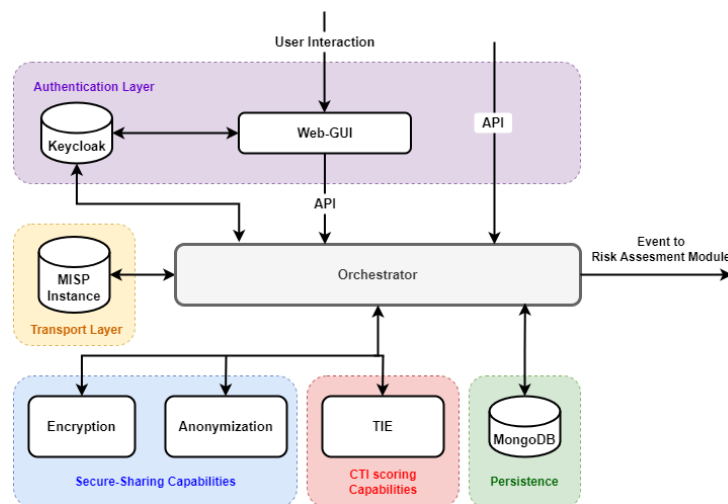 User Interaction
Authentication Layer
Keycloak
Web-GUI
API
API
MISP
Instance
Transport Layer
Orchestrator
Event to
Risk Assesment Module
Encryption
Anonymization
Secure-Sharing Capabilities
TIE
CTI scoring
Capabilities
MongoDB
Persistence